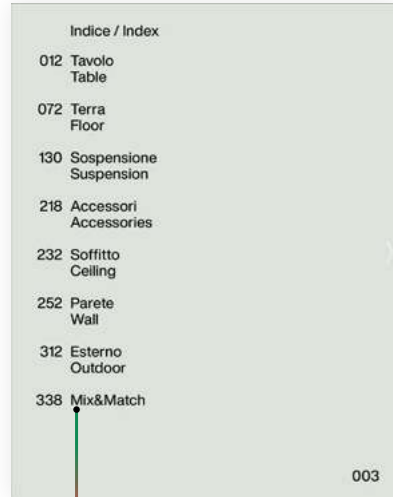 Indice / Index
012 Tavolo
Table
072 Terra
Floor
130 Sospensione
Suspension
218 Accessori
Accessories
232 Soffitto
Ceiling
252 Parete
Wall
312 Esterno
Outdoor
338 Mix&Match
003